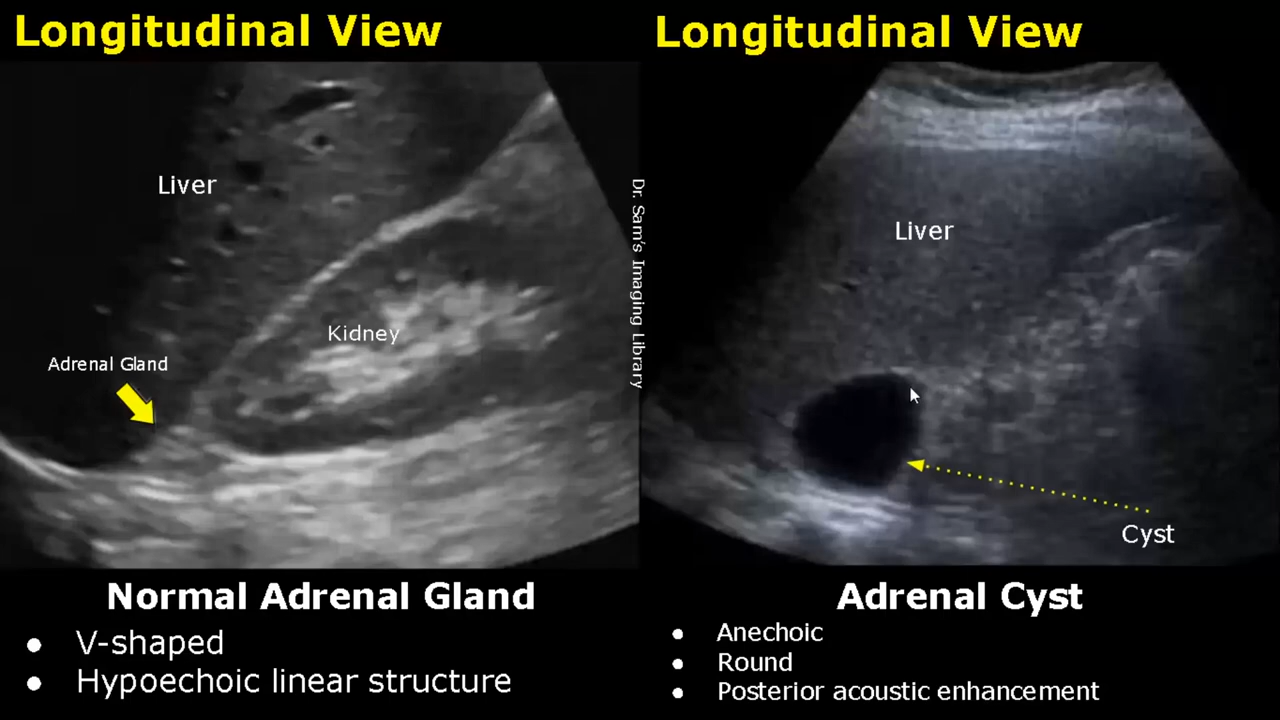 Longitudinal View
Liver
Kidney
Adrenal Gland
Normal Adrenal Gland
● V-shaped
● Hypoechoic linear structure
Dr. Sam's Imaging Library
Longitudinal View
Liver
Cyst
Adrenal Cyst
● Anechoic
● Round
● Posterior acoustic enhancement